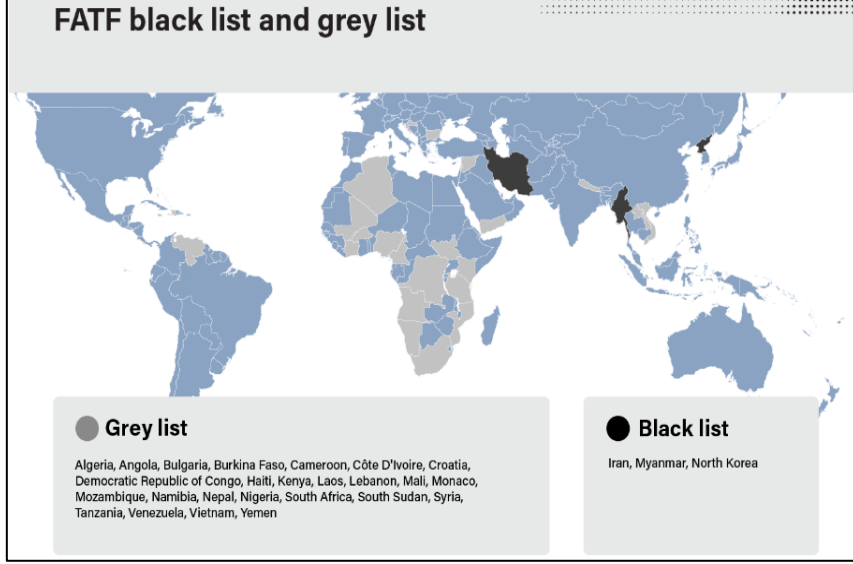 FATF black list and grey list
Grey list
Algeria, Angola, Bulgaria, Burkina Faso, Cameroon, Côte D'Ivoire, Croatia,
Democratic Republic of Congo, Haiti, Kenya, Laos, Lebanon, Mali, Monaco,
Mozambique, Namibia, Nepal, Nigeria, South Africa, South Sudan, Syria,
Tanzania, Venezuela, Vietnam, Yemen
Black list
Iran, Myanmar, North Korea